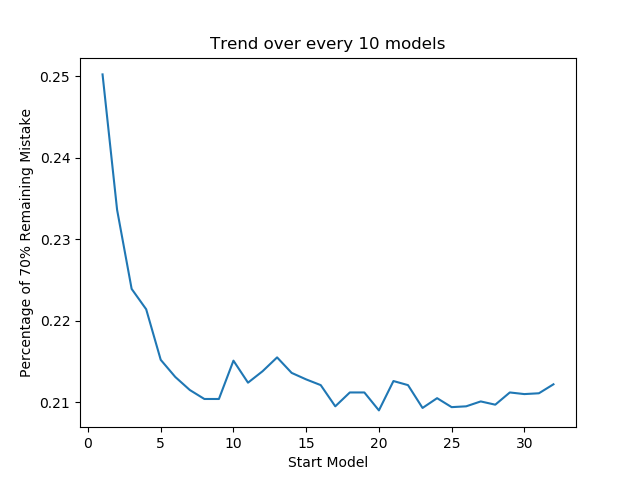 Trend over every 10 models
Percentage of 70% Remaining Mistake
0.25
0.24
0.23
0.22
0.21
0 5 10 15 20 25 30
Start Model